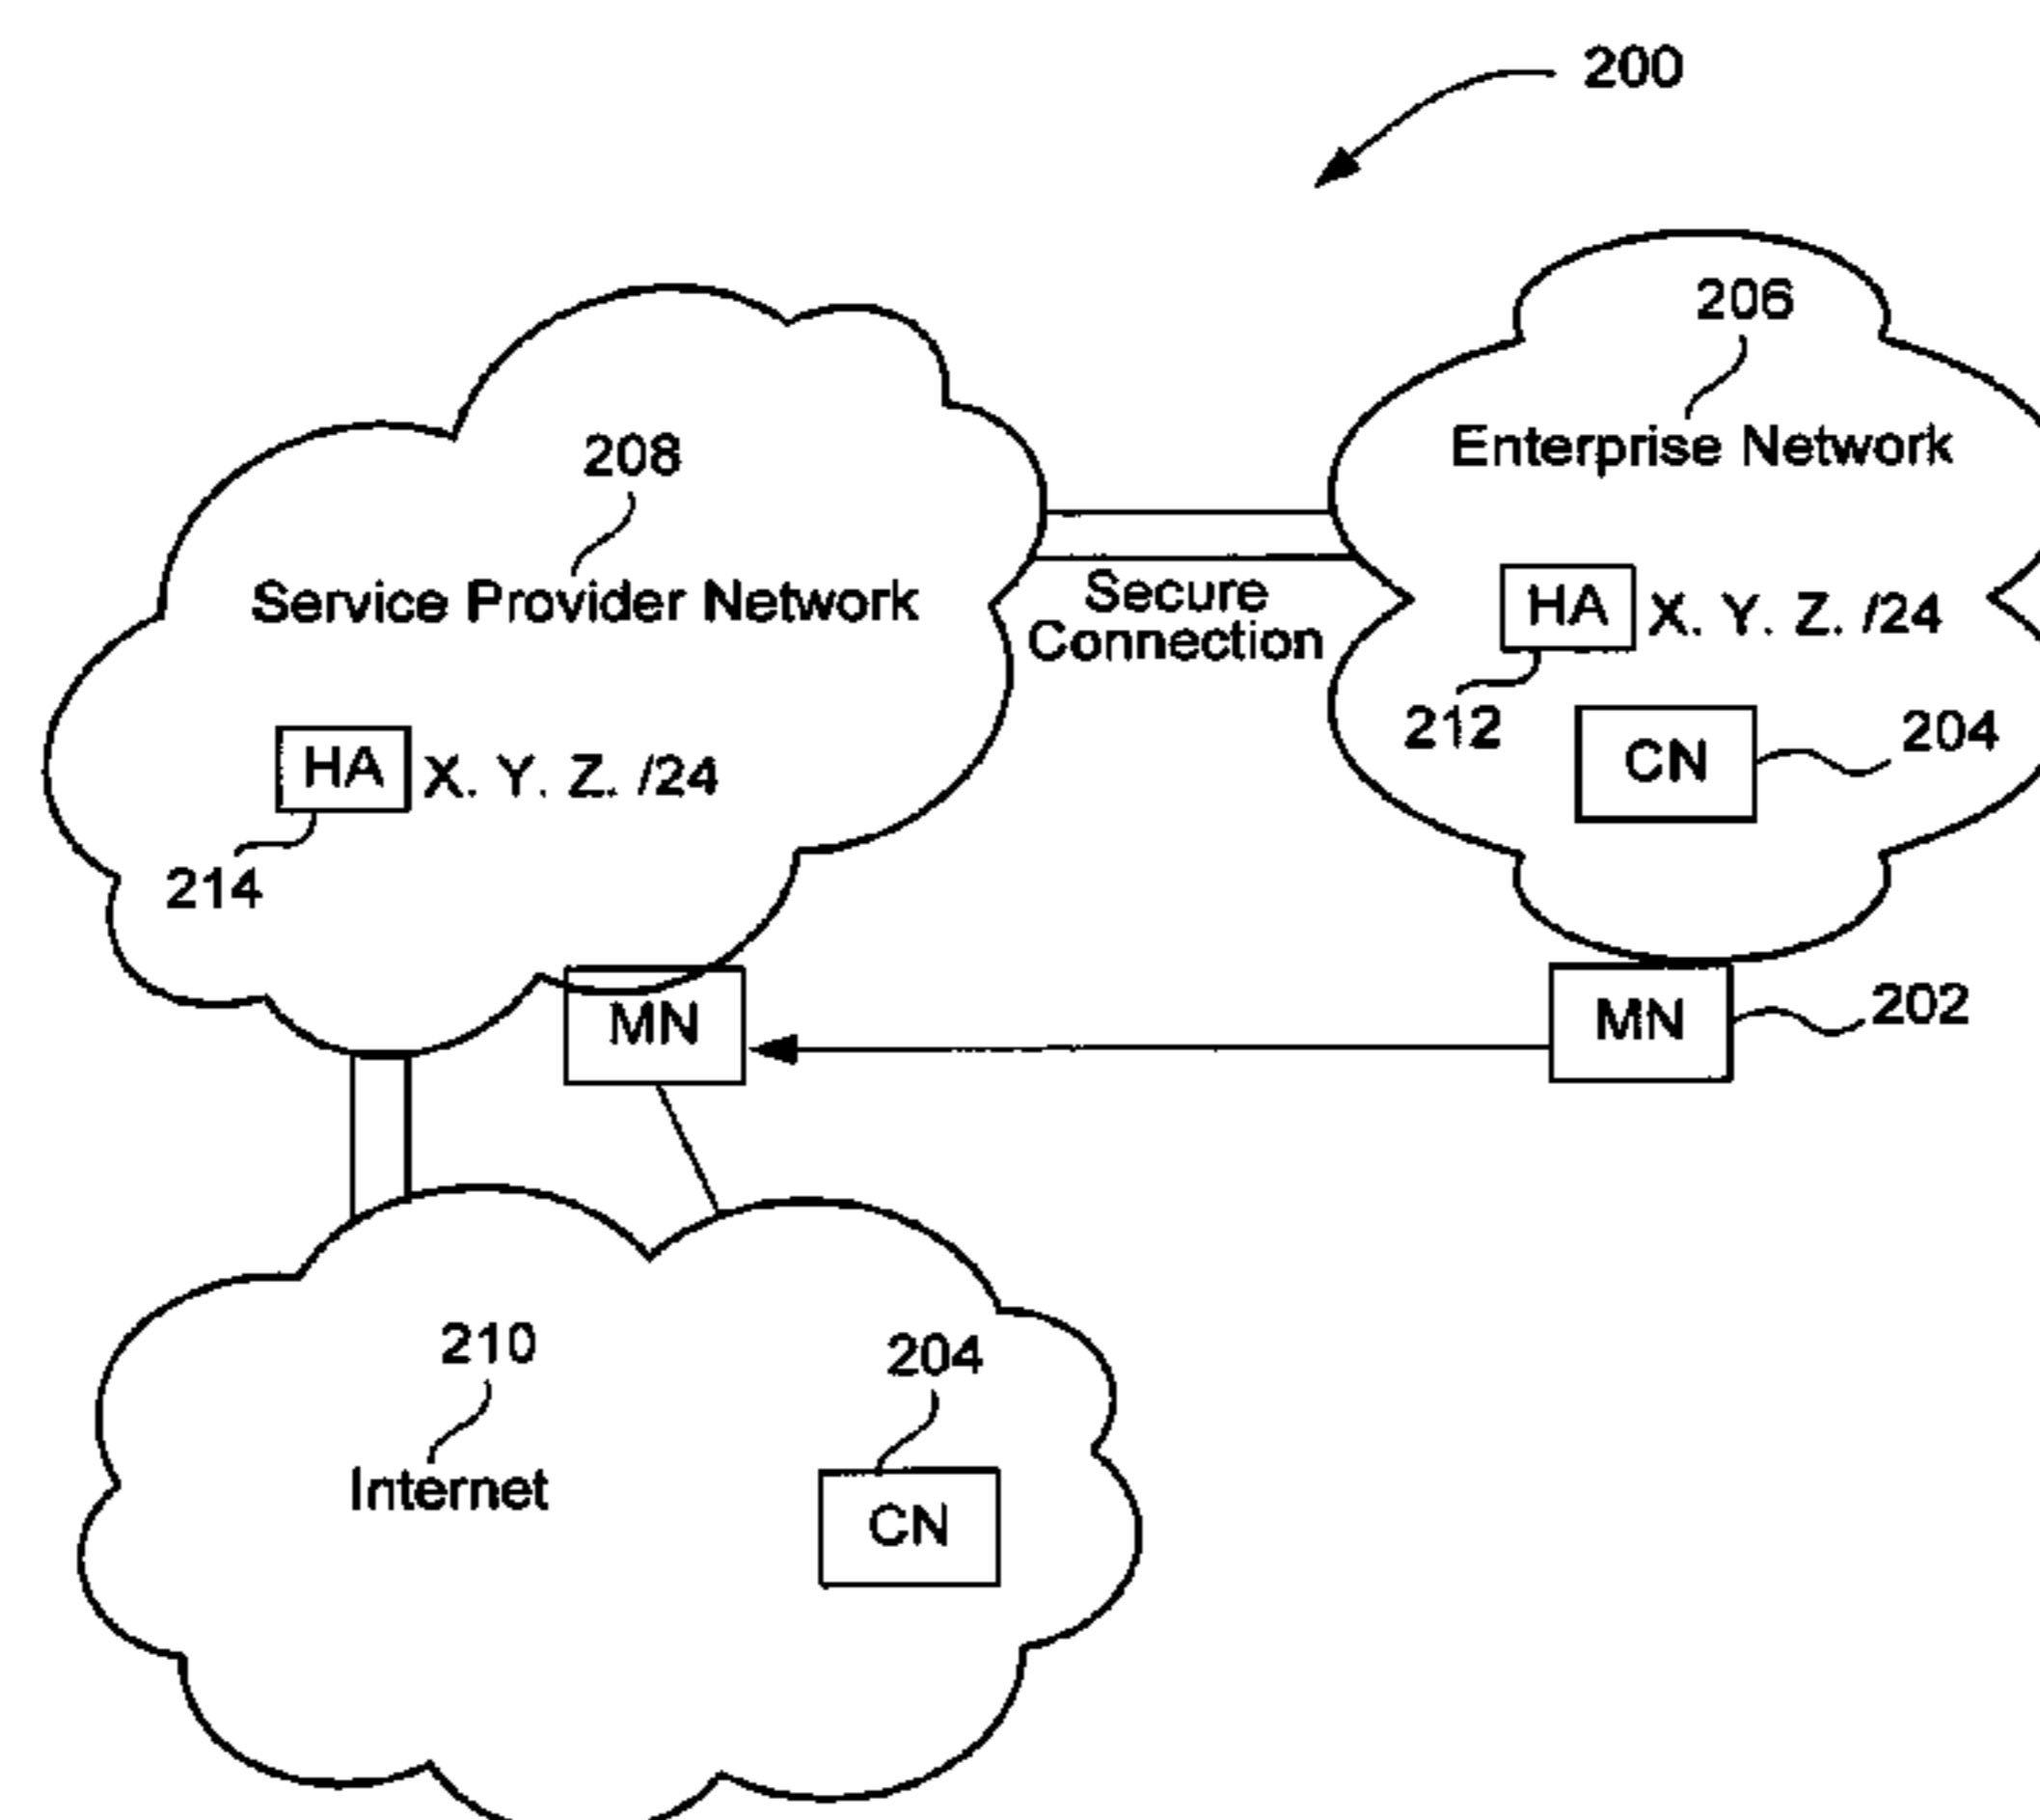 200
206
Enterprise Network
208
Service Provider Network
Secure
Connection
HA X. Y. Z. /24
212
204
CN
HA X. Y. Z. /24
214
MN
MN
202
210
204
Internet
CN